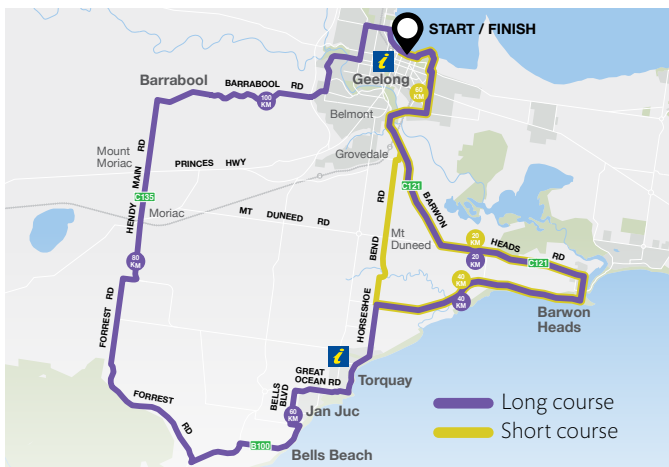 START / FINISH
i
Geelong
Barrabool
BARRABOOL RD
100 KM
60 KM
Belmont
Mount
Moriac
PRINCES HWY
Grovedale
HENDY MAIN RD
C135
Moriac
MT DUNEED RD
C121
BARWON HEADS RD
Mt
Duneed
20 KM
20 KM
C121
HORSESHOE BEND RD
80 KM
40 KM
40 KM
Barwon
Heads
FORREST RD
i
GREAT
OCEAN RD
Torquay
BELLS
BLVD
60 KM
Jan Juc
FORREST RD
B100
Bells Beach
Long course
Short course